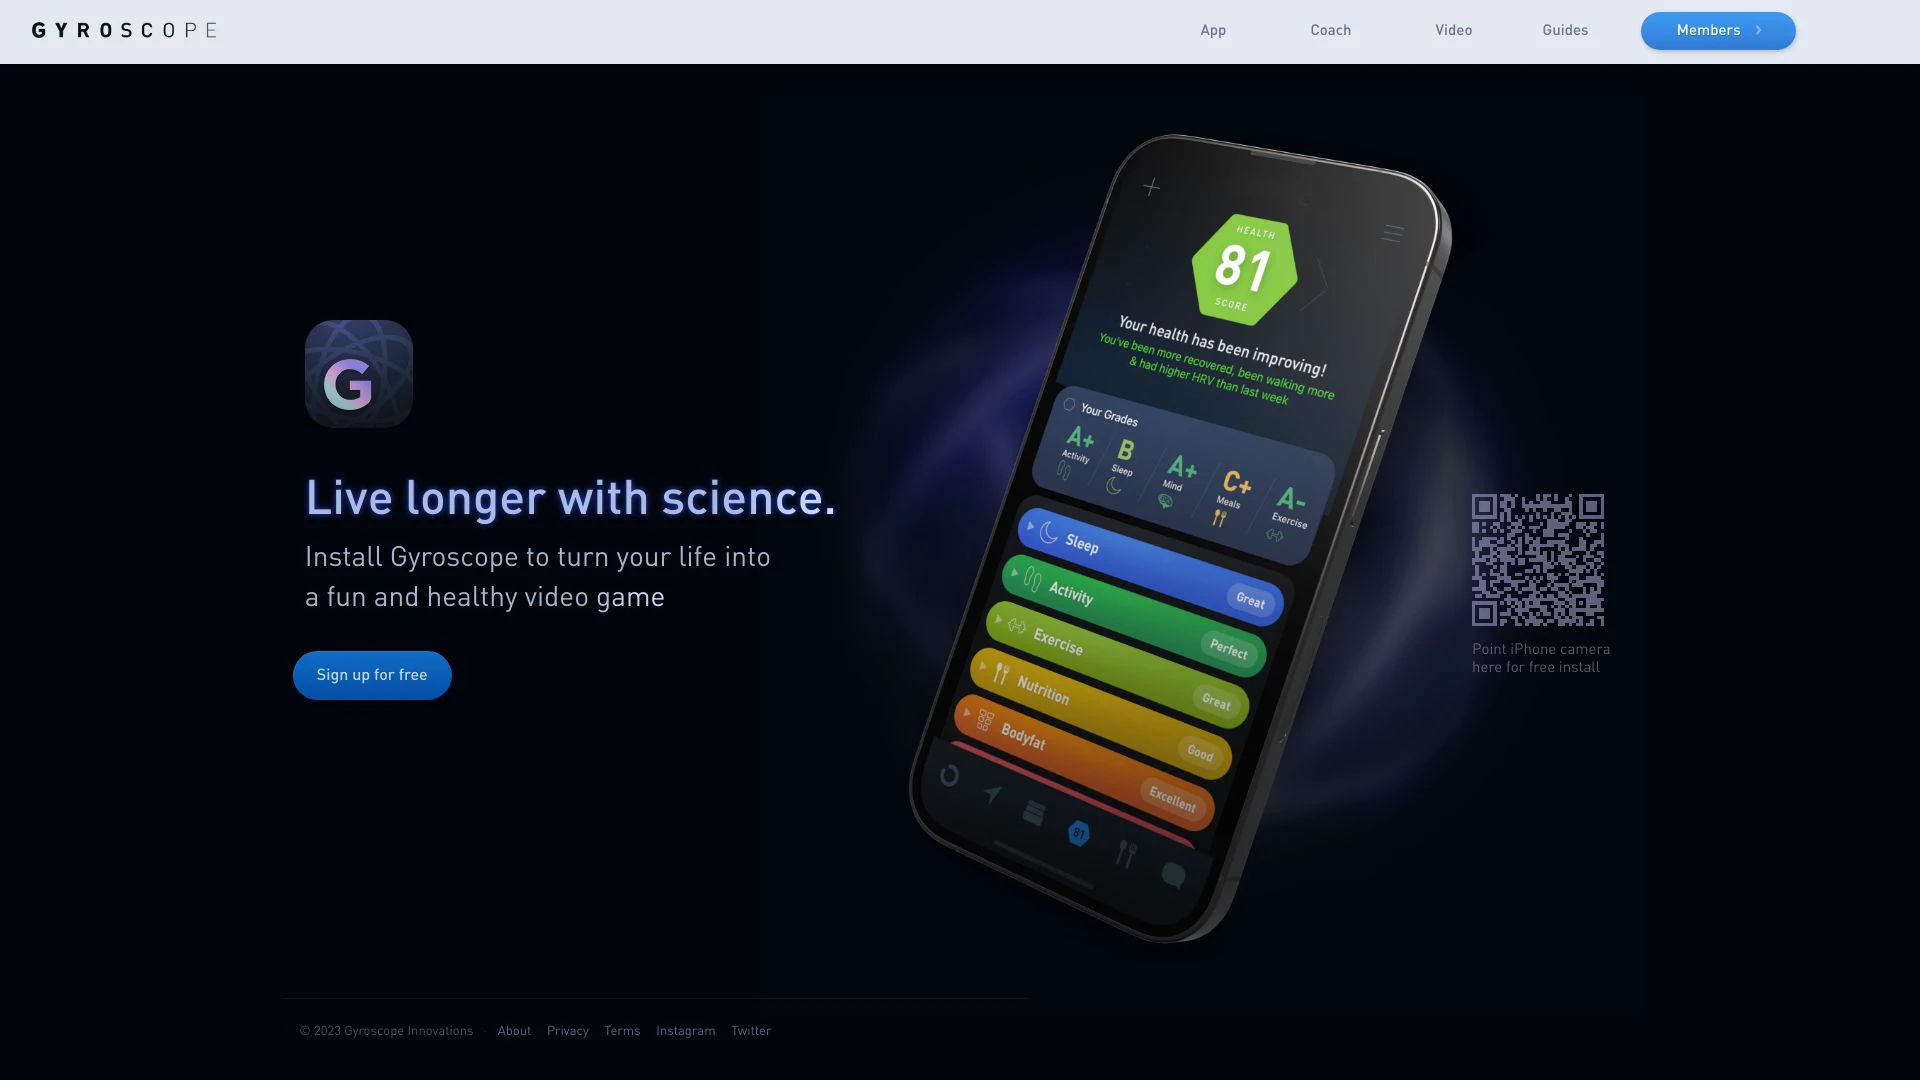 GYROSCOPE
App
Coach
Video
Guides
Members
HEALTH
81
SCORE
Your health has been improving!
You've been more recovered, been walking more
& had higher HRV than last week
Your Grades
A+
Activity
B
Sleep
A+
Mind
C+
Meals
A-
Exercise
Sleep
Great
Activity
Perfect
Exercise
Great
Nutrition
Good
Bodyfat
Excellent
81
G
Live longer with science.
Install Gyroscope to turn your life into
a fun and healthy video game
Sign up for free
Point iPhone camera
here for free install
© 2023 Gyroscope Innovations · About Privacy Terms Instagram Twitter